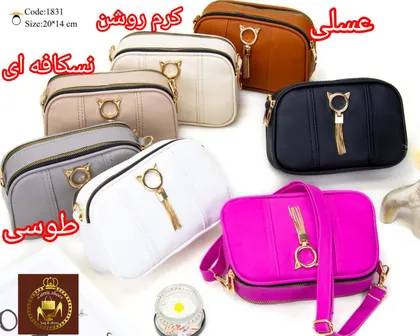 Code:1831
Size:20*14 cm
کرم روشن
عسلی
نسکافه ای
طوسی